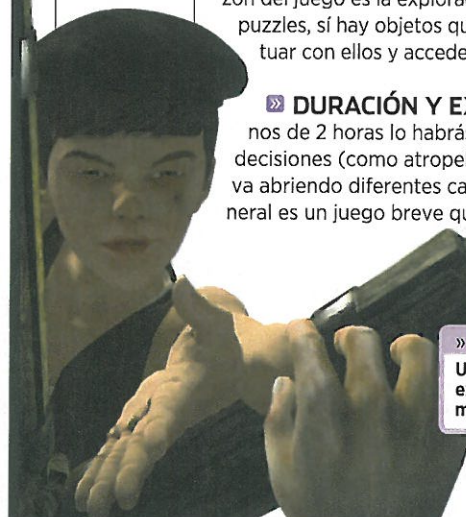 zón del juego es la explorac
puzzles, sí hay objetos qu
tuar con ellos y accede
» DURACIÓN Y EX
nos de 2 horas lo habrá
decisiones (como atrope
va abriendo diferentes ca
neral es un juego breve qu
»
U
e
m